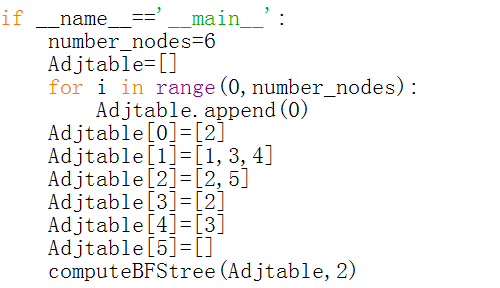 if __name__=='__main__':
    number_nodes=6
    Adjtable=[]
    for i in range(0,number_nodes):
        Adjtable.append(0)
    Adjtable[0]=[2]
    Adjtable[1]=[1,3,4]
    Adjtable[2]=[2,5]
    Adjtable[3]=[2]
    Adjtable[4]=[3]
    Adjtable[5]=[]
    computeBFStree(Adjtable,2)